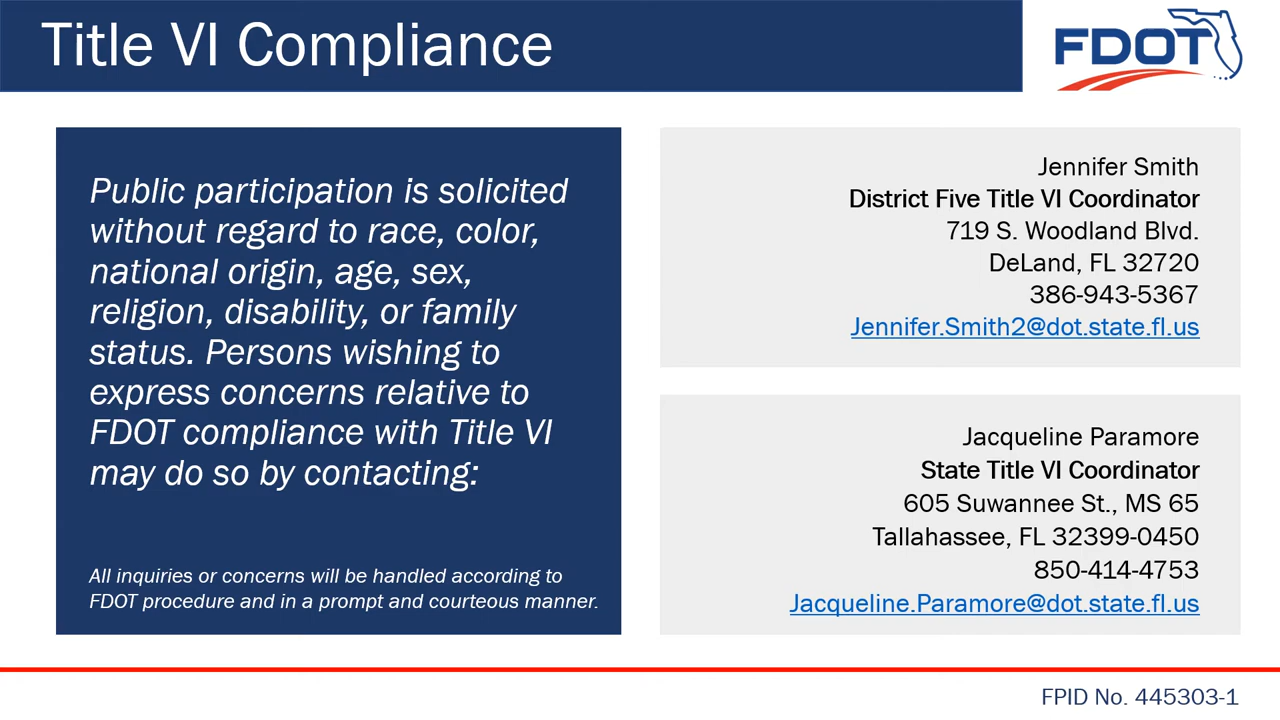 Title VI Compliance
FDOT
Public participation is solicited
without regard to race, color,
national origin, age, sex,
religion, disability, or family
status. Persons wishing to
express concerns relative to
FDOT compliance with Title VI
may do so by contacting:
All inquiries or concerns will be handled according to
FDOT procedure and in a prompt and courteous manner.
Jennifer Smith
District Five Title VI Coordinator
719 S. Woodland Blvd.
DeLand, FL 32720
386-943-5367
Jennifer.Smith2@dot.state.fl.us
Jacqueline Paramore
State Title VI Coordinator
605 Suwannee St., MS 65
Tallahassee, FL 32399-0450
850-414-4753
Jacqueline.Paramore@dot.state.fl.us
FPID No. 445303-1